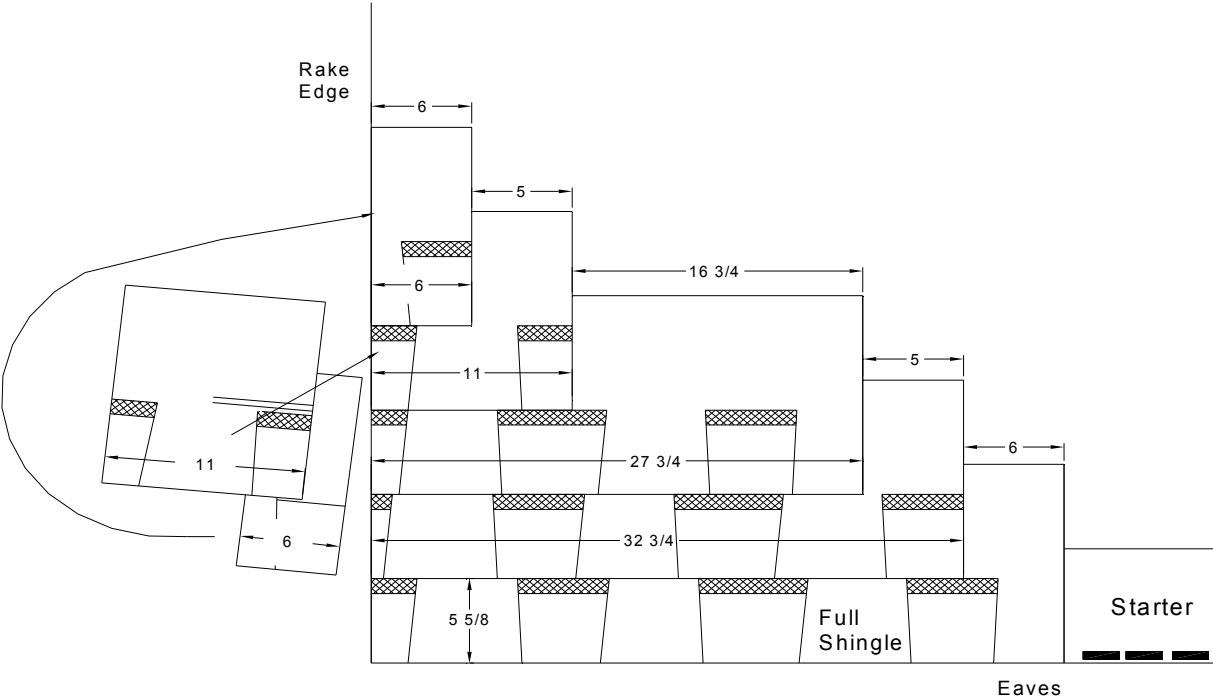 Rake
Edge
6
5
16 3/4
6
5
11
6
11
27 3/4
6
32 3/4
5 5/8
Full
Shingle
Starter
Eaves